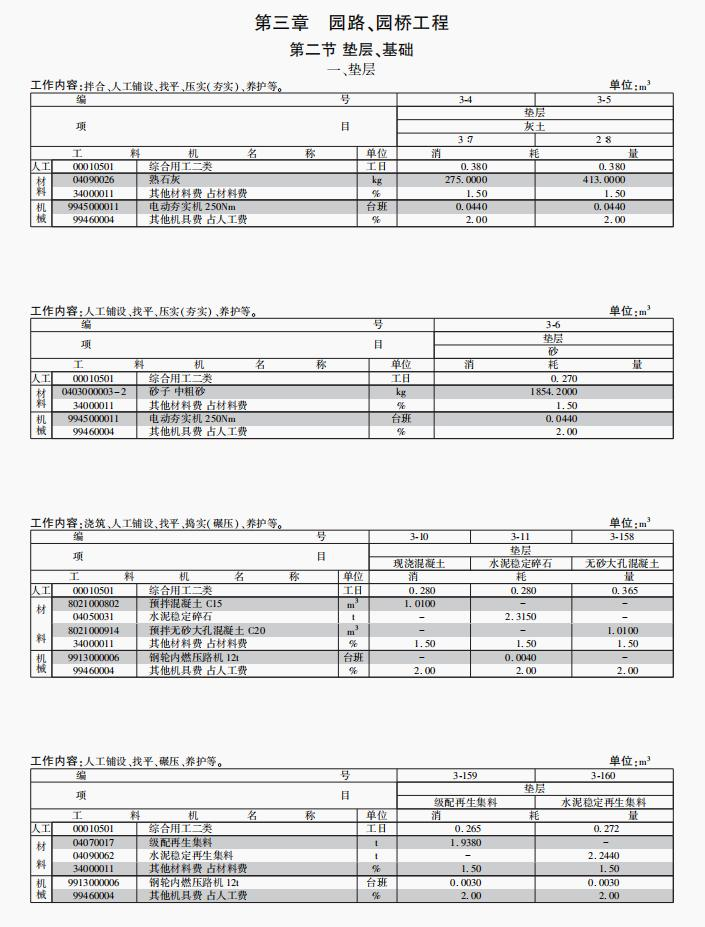 第三章 园路、园桥工程
第二节 垫层、基础
一、垫层
工作内容:拌合、人工铺设、找平、压实(夯实)、养护等。 单位:m³
编 号 3-4 3-5
项 目 垫层
灰土
3:7 2:8
工 料 机 名 称 单位 消 耗 量
人工 00010501 综合用工二类 工日 0.380 0.380
材料 04090026 熟石灰 kg 275.0000 413.0000
34000011 其他材料费 占材料费 % 1.50 1.50
机械 9945000011 电动夯实机 250Nm 台班 0.0440 0.0440
99460004 其他机具费 占人工费 % 2.00 2.00
工作内容:人工铺设、找平、压实(夯实)、养护等。 单位:m³
编 号 3-6
项 目 垫层
砂
工 料 机 名 称 单位 消 耗 量
人工 00010501 综合用工二类 工日 0.270
材料 0403000003-2 砂子 中粗砂 kg 1854.2000
34000011 其他材料费 占材料费 % 1.50
机械 9945000011 电动夯实机 250Nm 台班 0.0440
99460004 其他机具费 占人工费 % 2.00
工作内容:浇筑、人工铺设、找平、捣实(碾压)、养护等。 单位:m³
编 号 3-10 3-11 3-158
项 目 垫层
现浇混凝土 水泥稳定碎石 无砂大孔混凝土
工 料 机 名 称 单位 消 耗 量
人工 00010501 综合用工二类 工日 0.280 0.280 0.365
材料 8021000802 预拌混凝土 C15 m³ 1.0100 - -
04050031 水泥稳定碎石 t - 2.3150 -
8021000914 预拌无砂大孔混凝土 C20 m³ - - 1.0100
34000011 其他材料费 占材料费 % 1.50 1.50 1.50
机械 9913000006 钢轮内燃压路机 12t 台班 - 0.0040 -
99460004 其他机具费 占人工费 % 2.00 2.00 2.00
工作内容:人工铺设、找平、碾压、养护等。 单位:m³
编 号 3-159 3-160
项 目 垫层
级配再生集料 水泥稳定再生集料
工 料 机 名 称 单位 消 耗 量
人工 00010501 综合用工二类 工日 0.265 0.272
材料 04070017 级配再生集料 t 1.9380 -
04090062 水泥稳定再生集料 t - 2.2440
34000011 其他材料费 占材料费 % 1.50 1.50
机械 9913000006 钢轮内燃压路机 12t 台班 0.0030 0.0030
99460004 其他机具费 占人工费 % 2.00 2.00